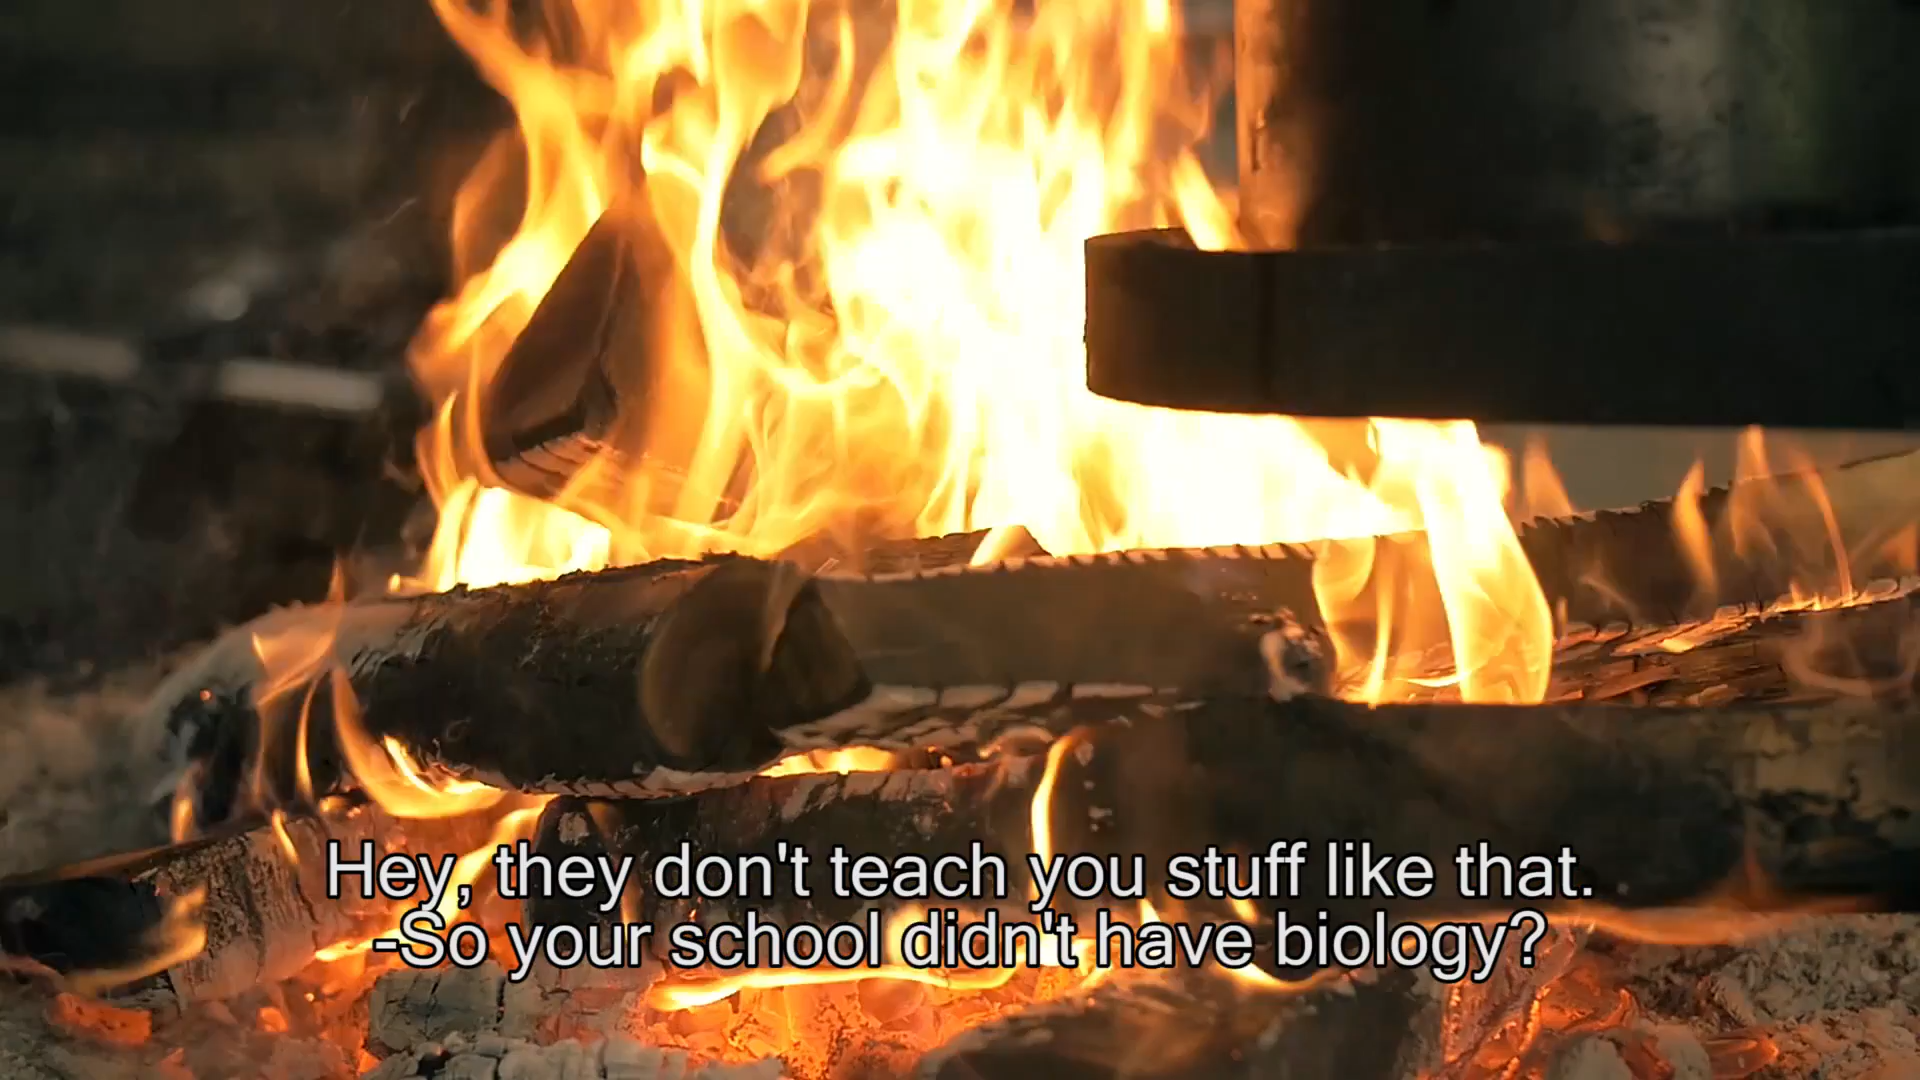 Hey, they don't teach you stuff like that.
-So your school didn't have biology?